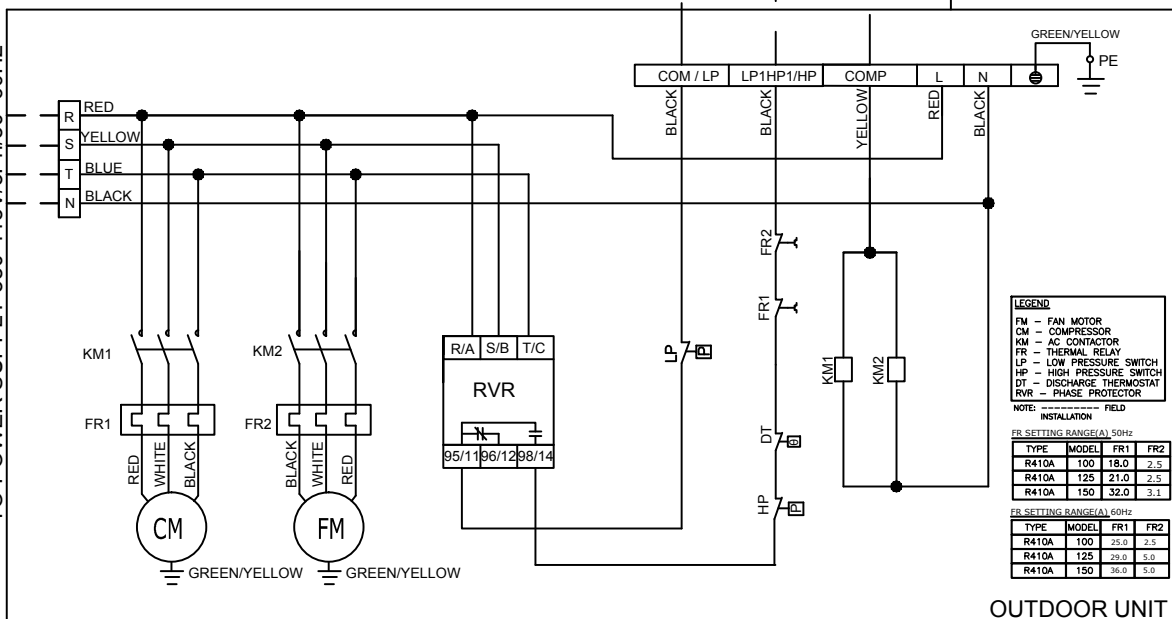 GREEN/YELLOW
PE
COM / LP LP1HP1/HP COMP L N
BLACK BLACK YELLOW RED BLACK
R RED
S YELLOW
T BLUE
N BLACK
FR2
FR1
KM1 KM2
R/A S/B T/C
RVR
95/11 96/12 98/14
LP P
KM1 KM2
FR1 FR2
RED WHITE BLACK BLACK WHITE RED
CM FM
GREEN/YELLOW GREEN/YELLOW
DT θ
HP P
LEGEND
FM – FAN MOTOR
CM – COMPRESSOR
KM – AC CONTACTOR
FR – THERMAL RELAY
LP – LOW PRESSURE SWITCH
HP – HIGH PRESSURE SWITCH
DT – DISCHARGE THERMOSTAT
RVR – PHASE PROTECTOR
NOTE: ---------- FIELD
INSTALLATION
FR SETTING RANGE(A) 50Hz
TYPE MODEL FR1 FR2
R410A 100 18.0 2.5
R410A 125 21.0 2.5
R410A 150 32.0 3.1
FR SETTING RANGE(A) 60Hz
TYPE MODEL FR1 FR2
R410A 100 25.0 2.5
R410A 125 29.0 5.0
R410A 150 36.0 5.0
OUTDOOR UNIT